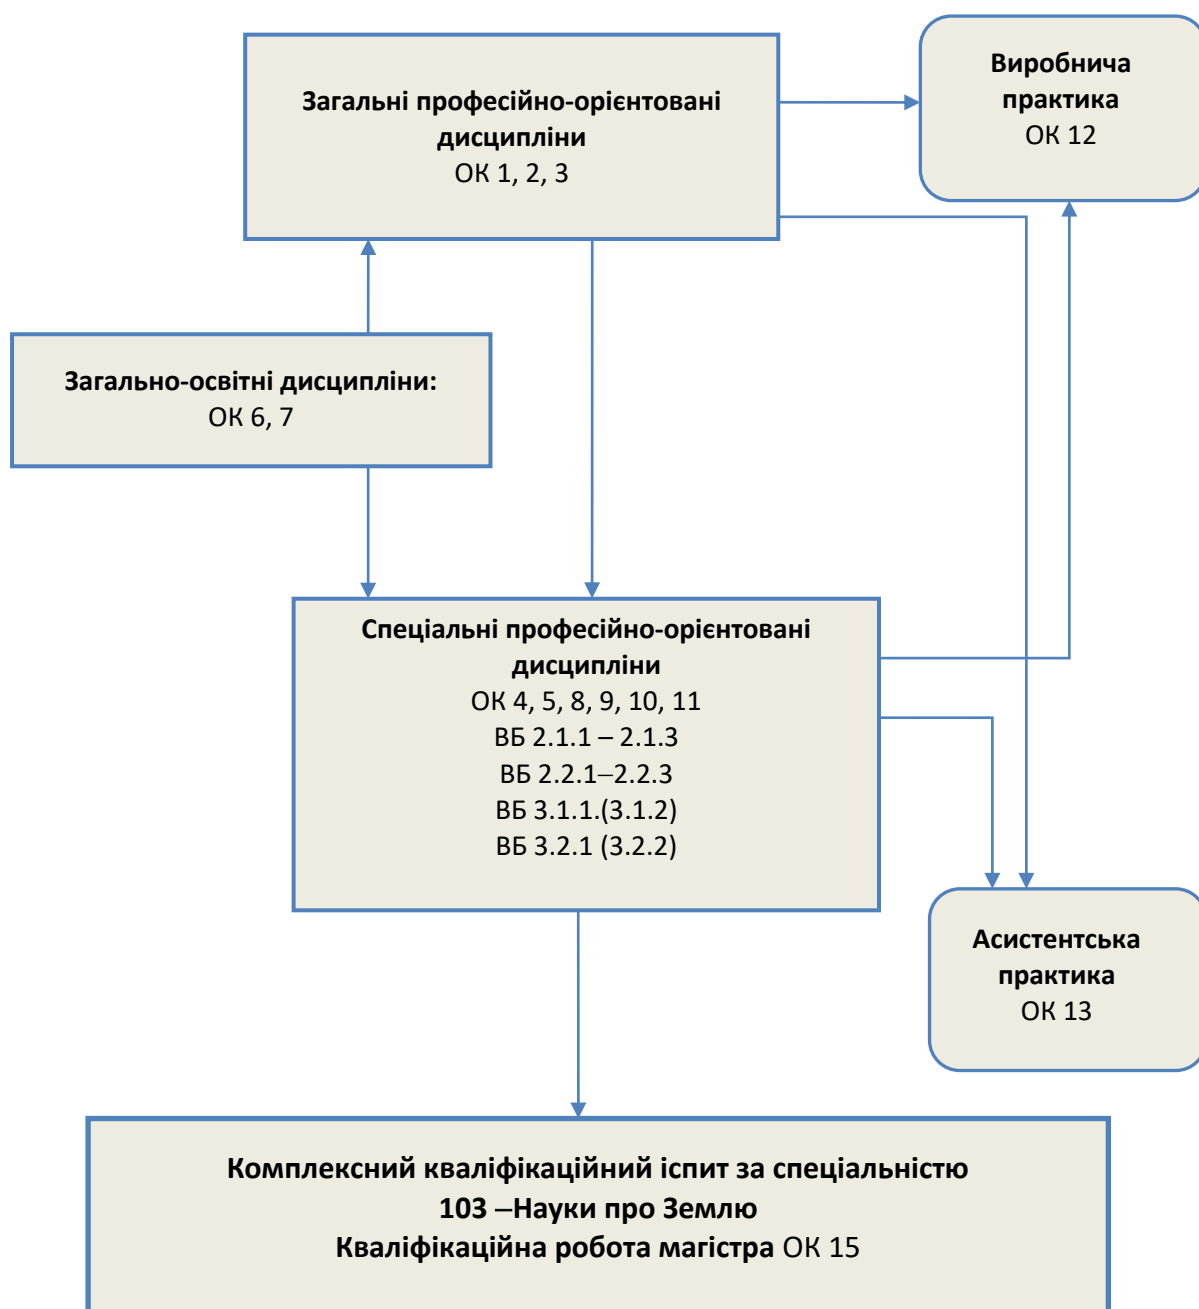 Загальні професійно-орієнтовані
дисципліни
ОК 1, 2, 3
Виробнича
практика
ОК 12
Загально-освітні дисципліни:
ОК 6, 7
Спеціальні професійно-орієнтовані
дисципліни
ОК 4, 5, 8, 9, 10, 11
ВБ 2.1.1 – 2.1.3
ВБ 2.2.1–2.2.3
ВБ 3.1.1.(3.1.2)
ВБ 3.2.1 (3.2.2)
Асистентська
практика
ОК 13
Комплексний кваліфікаційний іспит за спеціальністю
103 –Науки про Землю
Кваліфікаційна робота магістра ОК 15